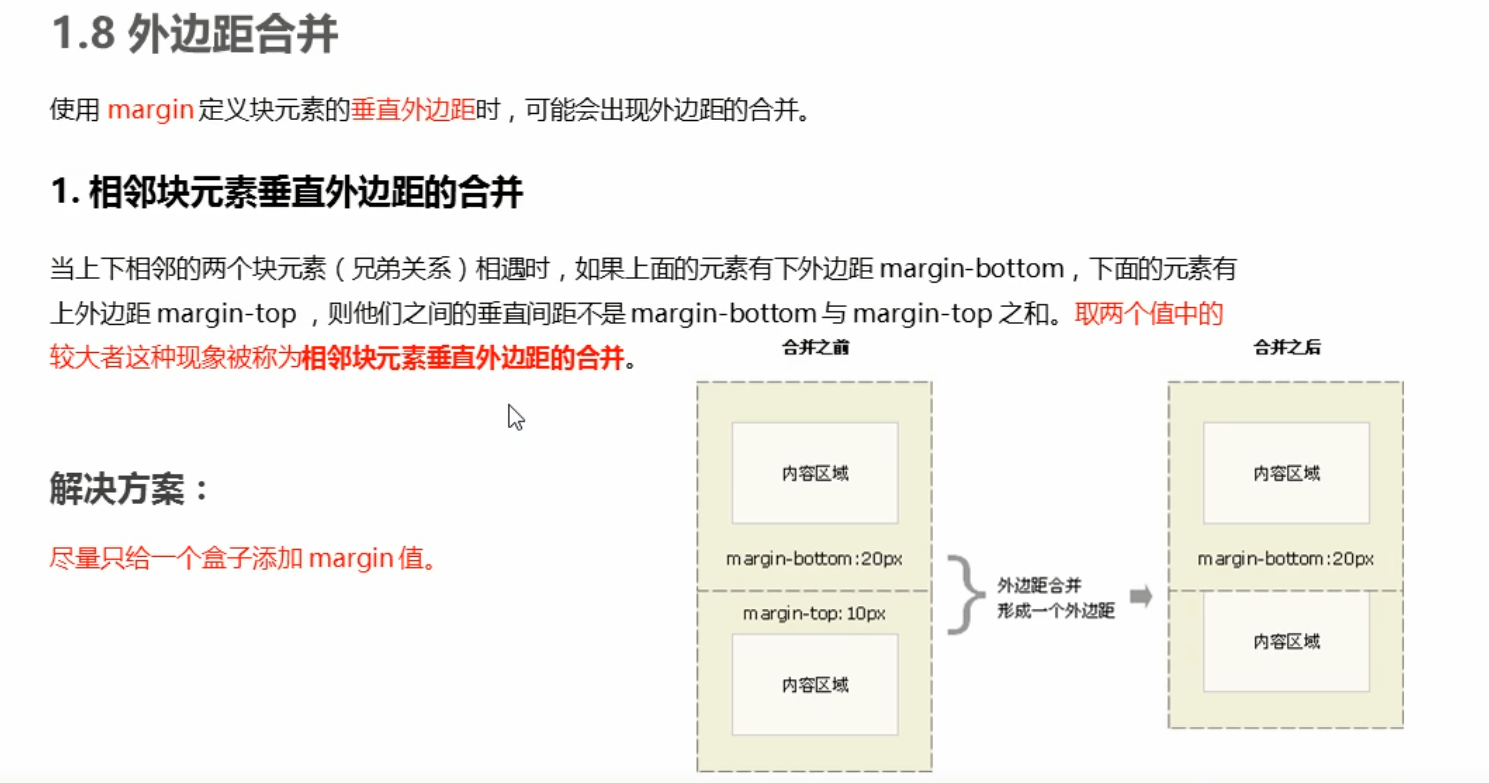 1.8 外边距合并
使用 margin 定义块元素的垂直外边距时，可能会出现外边距的合并。
1. 相邻块元素垂直外边距的合并
当上下相邻的两个块元素（兄弟关系）相遇时，如果上面的元素有下外边距 margin-bottom，下面的元素有
上外边距 margin-top ，则他们之间的垂直间距不是 margin-bottom 与 margin-top 之和。取两个值中的
较大者这种现象被称为相邻块元素垂直外边距的合并。
解决方案：
尽量只给一个盒子添加 margin 值。
合并之前
内容区域
margin-bottom:20px
margin-top: 10px
内容区域
外边距合并
形成一个外边距
合并之后
内容区域
margin-bottom:20px
内容区域